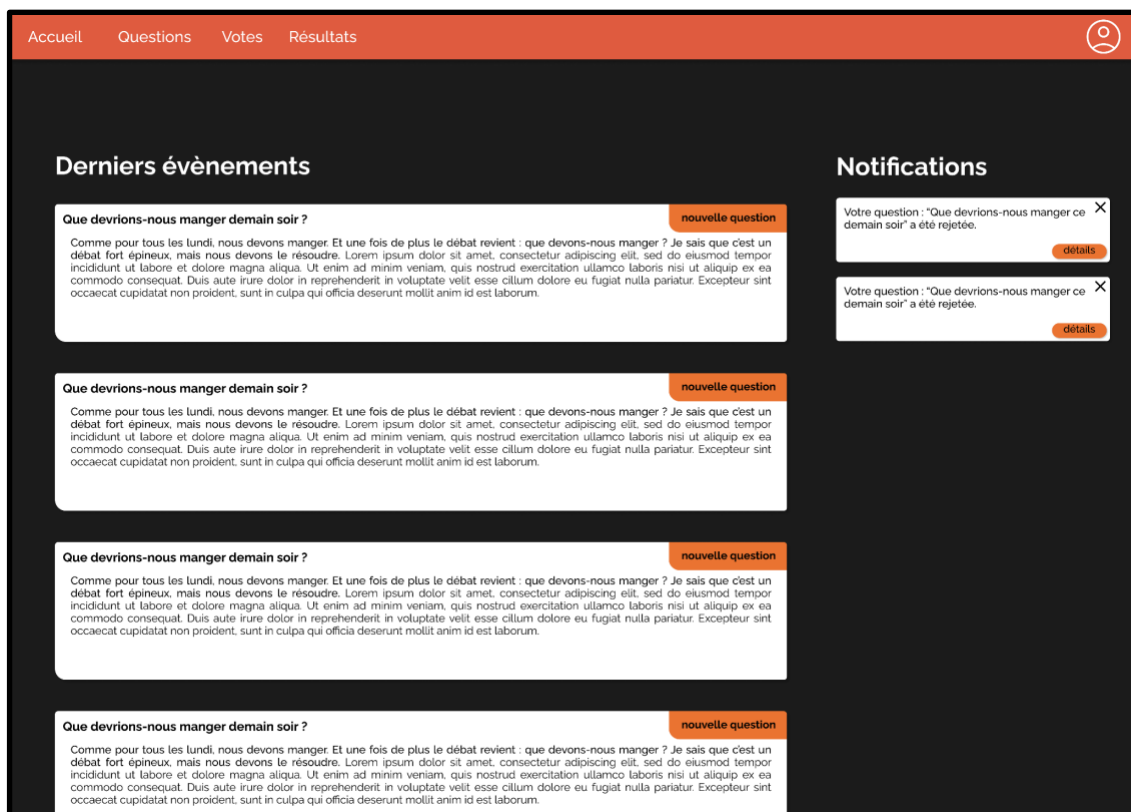 Accueil Questions Votes Résultats
Derniers évènements
Que devrions-nous manger demain soir ?
nouvelle question
Comme pour tous les lundi, nous devons manger. Et une fois de plus le débat revient : que devons-nous manger ? Je sais que c'est un
débat fort épineux, mais nous devons le résoudre. Lorem ipsum dolor sit amet, consectetur adipiscing elit, sed do eiusmod tempor
incididunt ut labore et dolore magna aliqua. Ut enim ad minim veniam, quis nostrud exercitation ullamco laboris nisi ut aliquip ex ea
commodo consequat. Duis aute irure dolor in reprehenderit in voluptate velit esse cillum dolore eu fugiat nulla pariatur. Excepteur sint
occaecat cupidatat non proident, sunt in culpa qui officia deserunt mollit anim id est laborum.
Que devrions-nous manger demain soir ?
nouvelle question
Comme pour tous les lundi, nous devons manger. Et une fois de plus le débat revient : que devons-nous manger ? Je sais que c'est un
débat fort épineux, mais nous devons le résoudre. Lorem ipsum dolor sit amet, consectetur adipiscing elit, sed do eiusmod tempor
incididunt ut labore et dolore magna aliqua. Ut enim ad minim veniam, quis nostrud exercitation ullamco laboris nisi ut aliquip ex ea
commodo consequat. Duis aute irure dolor in reprehenderit in voluptate velit esse cillum dolore eu fugiat nulla pariatur. Excepteur sint
occaecat cupidatat non proident, sunt in culpa qui officia deserunt mollit anim id est laborum.
Que devrions-nous manger demain soir ?
nouvelle question
Comme pour tous les lundi, nous devons manger. Et une fois de plus le débat revient : que devons-nous manger ? Je sais que c'est un
débat fort épineux, mais nous devons le résoudre. Lorem ipsum dolor sit amet, consectetur adipiscing elit, sed do eiusmod tempor
incididunt ut labore et dolore magna aliqua. Ut enim ad minim veniam, quis nostrud exercitation ullamco laboris nisi ut aliquip ex ea
commodo consequat. Duis aute irure dolor in reprehenderit in voluptate velit esse cillum dolore eu fugiat nulla pariatur. Excepteur sint
occaecat cupidatat non proident, sunt in culpa qui officia deserunt mollit anim id est laborum.
Que devrions-nous manger demain soir ?
nouvelle question
Comme pour tous les lundi, nous devons manger. Et une fois de plus le débat revient : que devons-nous manger ? Je sais que c'est un
débat fort épineux, mais nous devons le résoudre. Lorem ipsum dolor sit amet, consectetur adipiscing elit, sed do eiusmod tempor
incididunt ut labore et dolore magna aliqua. Ut enim ad minim veniam, quis nostrud exercitation ullamco laboris nisi ut aliquip ex ea
commodo consequat. Duis aute irure dolor in reprehenderit in voluptate velit esse cillum dolore eu fugiat nulla pariatur. Excepteur sint
occaecat cupidatat non proident, sunt in culpa qui officia deserunt mollit anim id est laborum.
Notifications
Votre question : “Que devrions-nous manger ce
demain soir” a été rejetée.
détails
Votre question : “Que devrions-nous manger ce
demain soir” a été rejetée.
détails